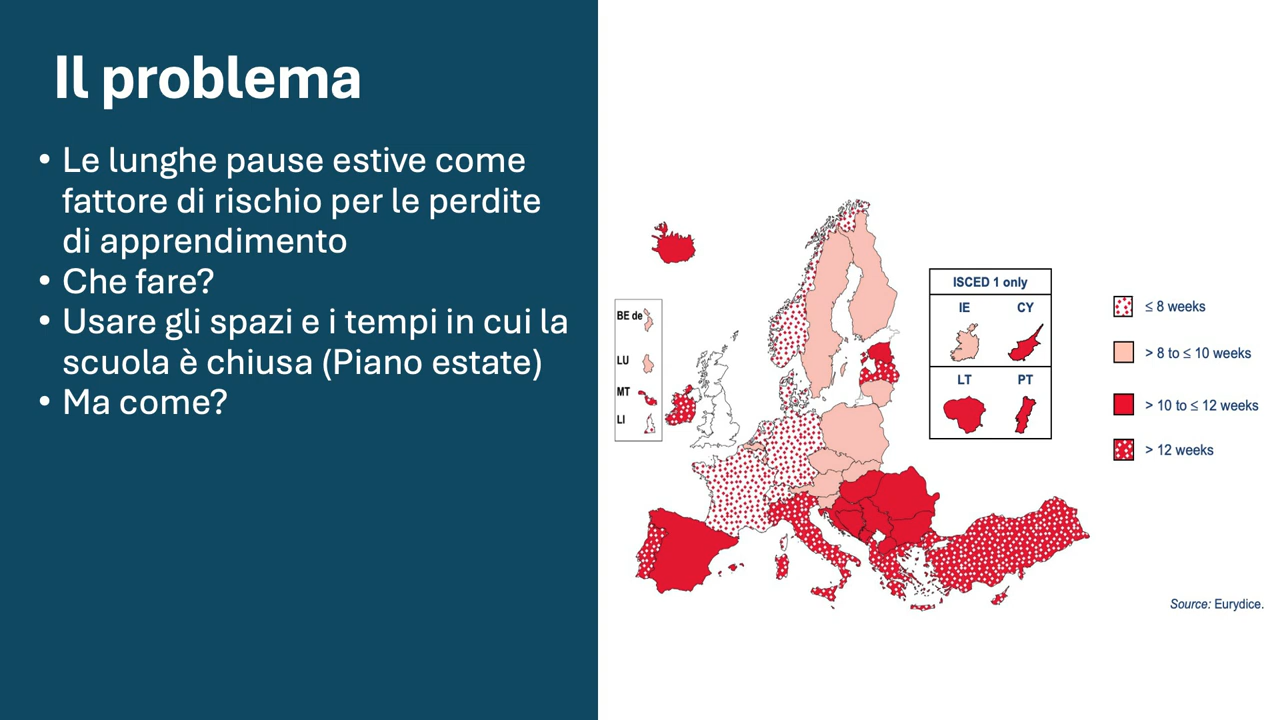 Il problema
• Le lunghe pause estive come
fattore di rischio per le perdite
di apprendimento
• Che fare?
• Usare gli spazi e i tempi in cui la
scuola è chiusa (Piano estate)
• Ma come?
BE de
LU
MT
LI
ISCED 1 only
IE CY
LT PT
≤ 8 weeks
> 8 to ≤ 10 weeks
> 10 to ≤ 12 weeks
> 12 weeks
Source: Eurydice.